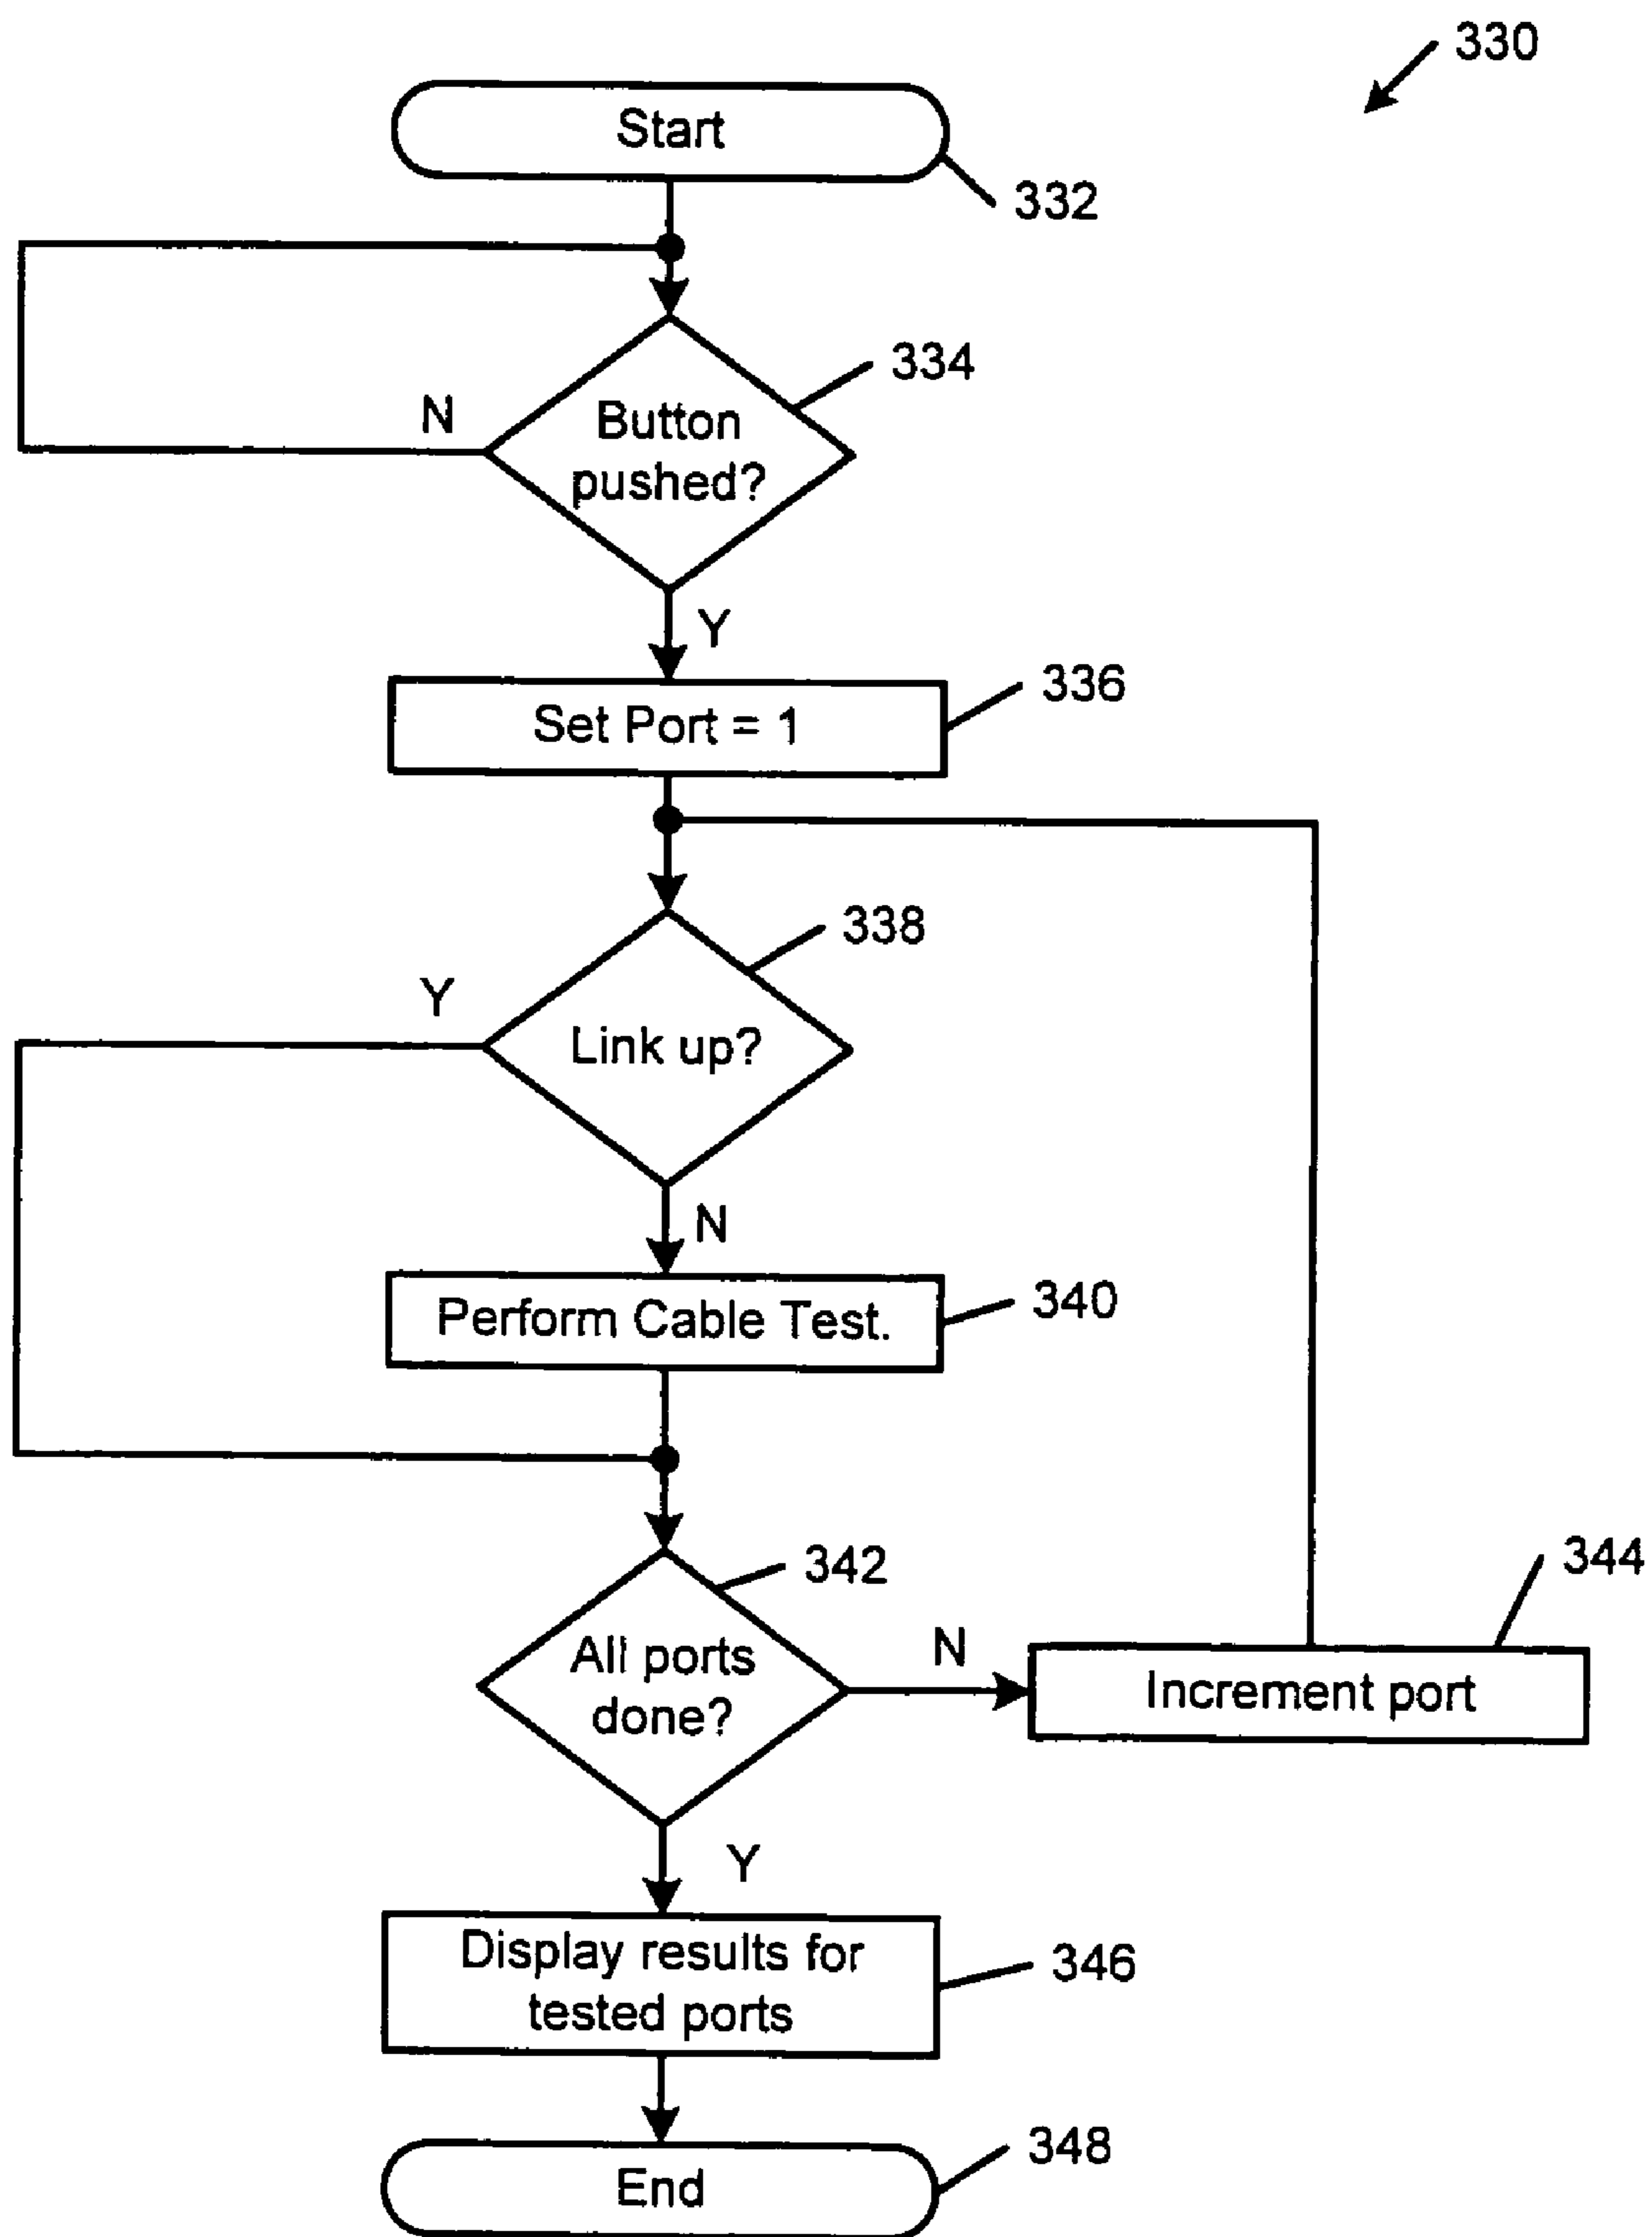 330
Start
332
334
N
Button
pushed?
Y
336
Set Port = 1
338
Y
Link up?
N
340
Perform Cable Test.
342
344
All ports
done?
N
Increment port
Y
Display results for
tested ports
346
348
End